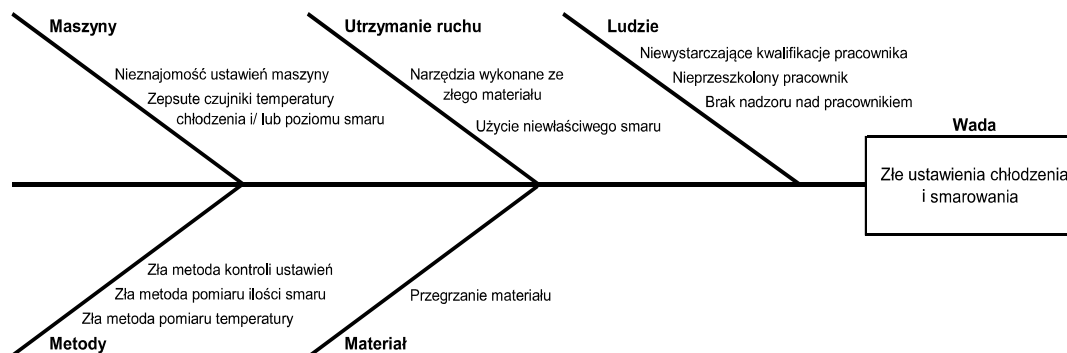 Maszyny
Nieznajomość ustawień maszyny
Zepsute czujniki temperatury
chłodzenia i/ lub poziomu smaru
Utrzymanie ruchu
Narzędzia wykonane ze
złego materiału
Użycie niewłaściwego smaru
Ludzie
Niewystarczające kwalifikacje pracownika
Nieprzeszkolony pracownik
Brak nadzoru nad pracownikiem
Wada
Złe ustawienia chłodzenia
i smarowania
Zła metoda kontroli ustawień
Zła metoda pomiaru ilości smaru
Zła metoda pomiaru temperatury
Metody
Przegrzanie materiału
Materiał